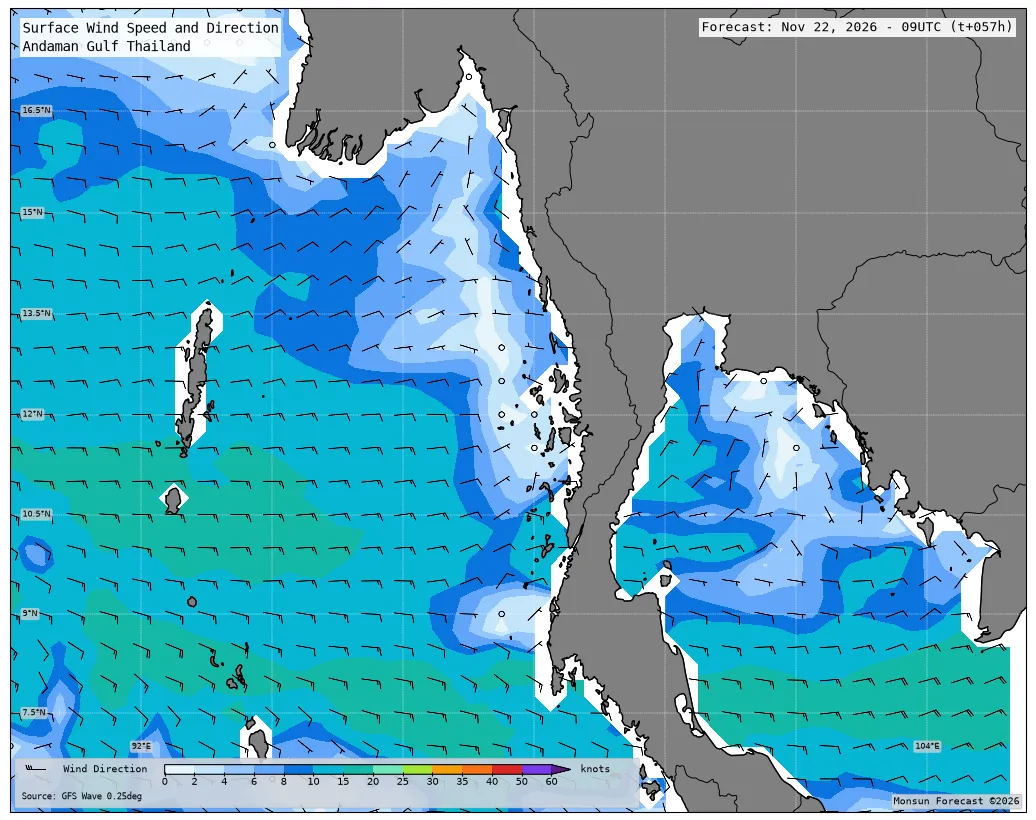 Surface Wind Speed and Direction
Andaman Gulf Thailand
Forecast: Nov 22, 2026 - 09UTC (t+057h)
16.5°N
15°N
13.5°N
12°N
10.5°N
9°N
7.5°N
92°E
104°E
Wind Direction
knots
0 2 4 6 8 10 15 20 25 30 35 40 45 50 60
Source: GFS Wave 0.25deg
Monsun Forecast ©2026